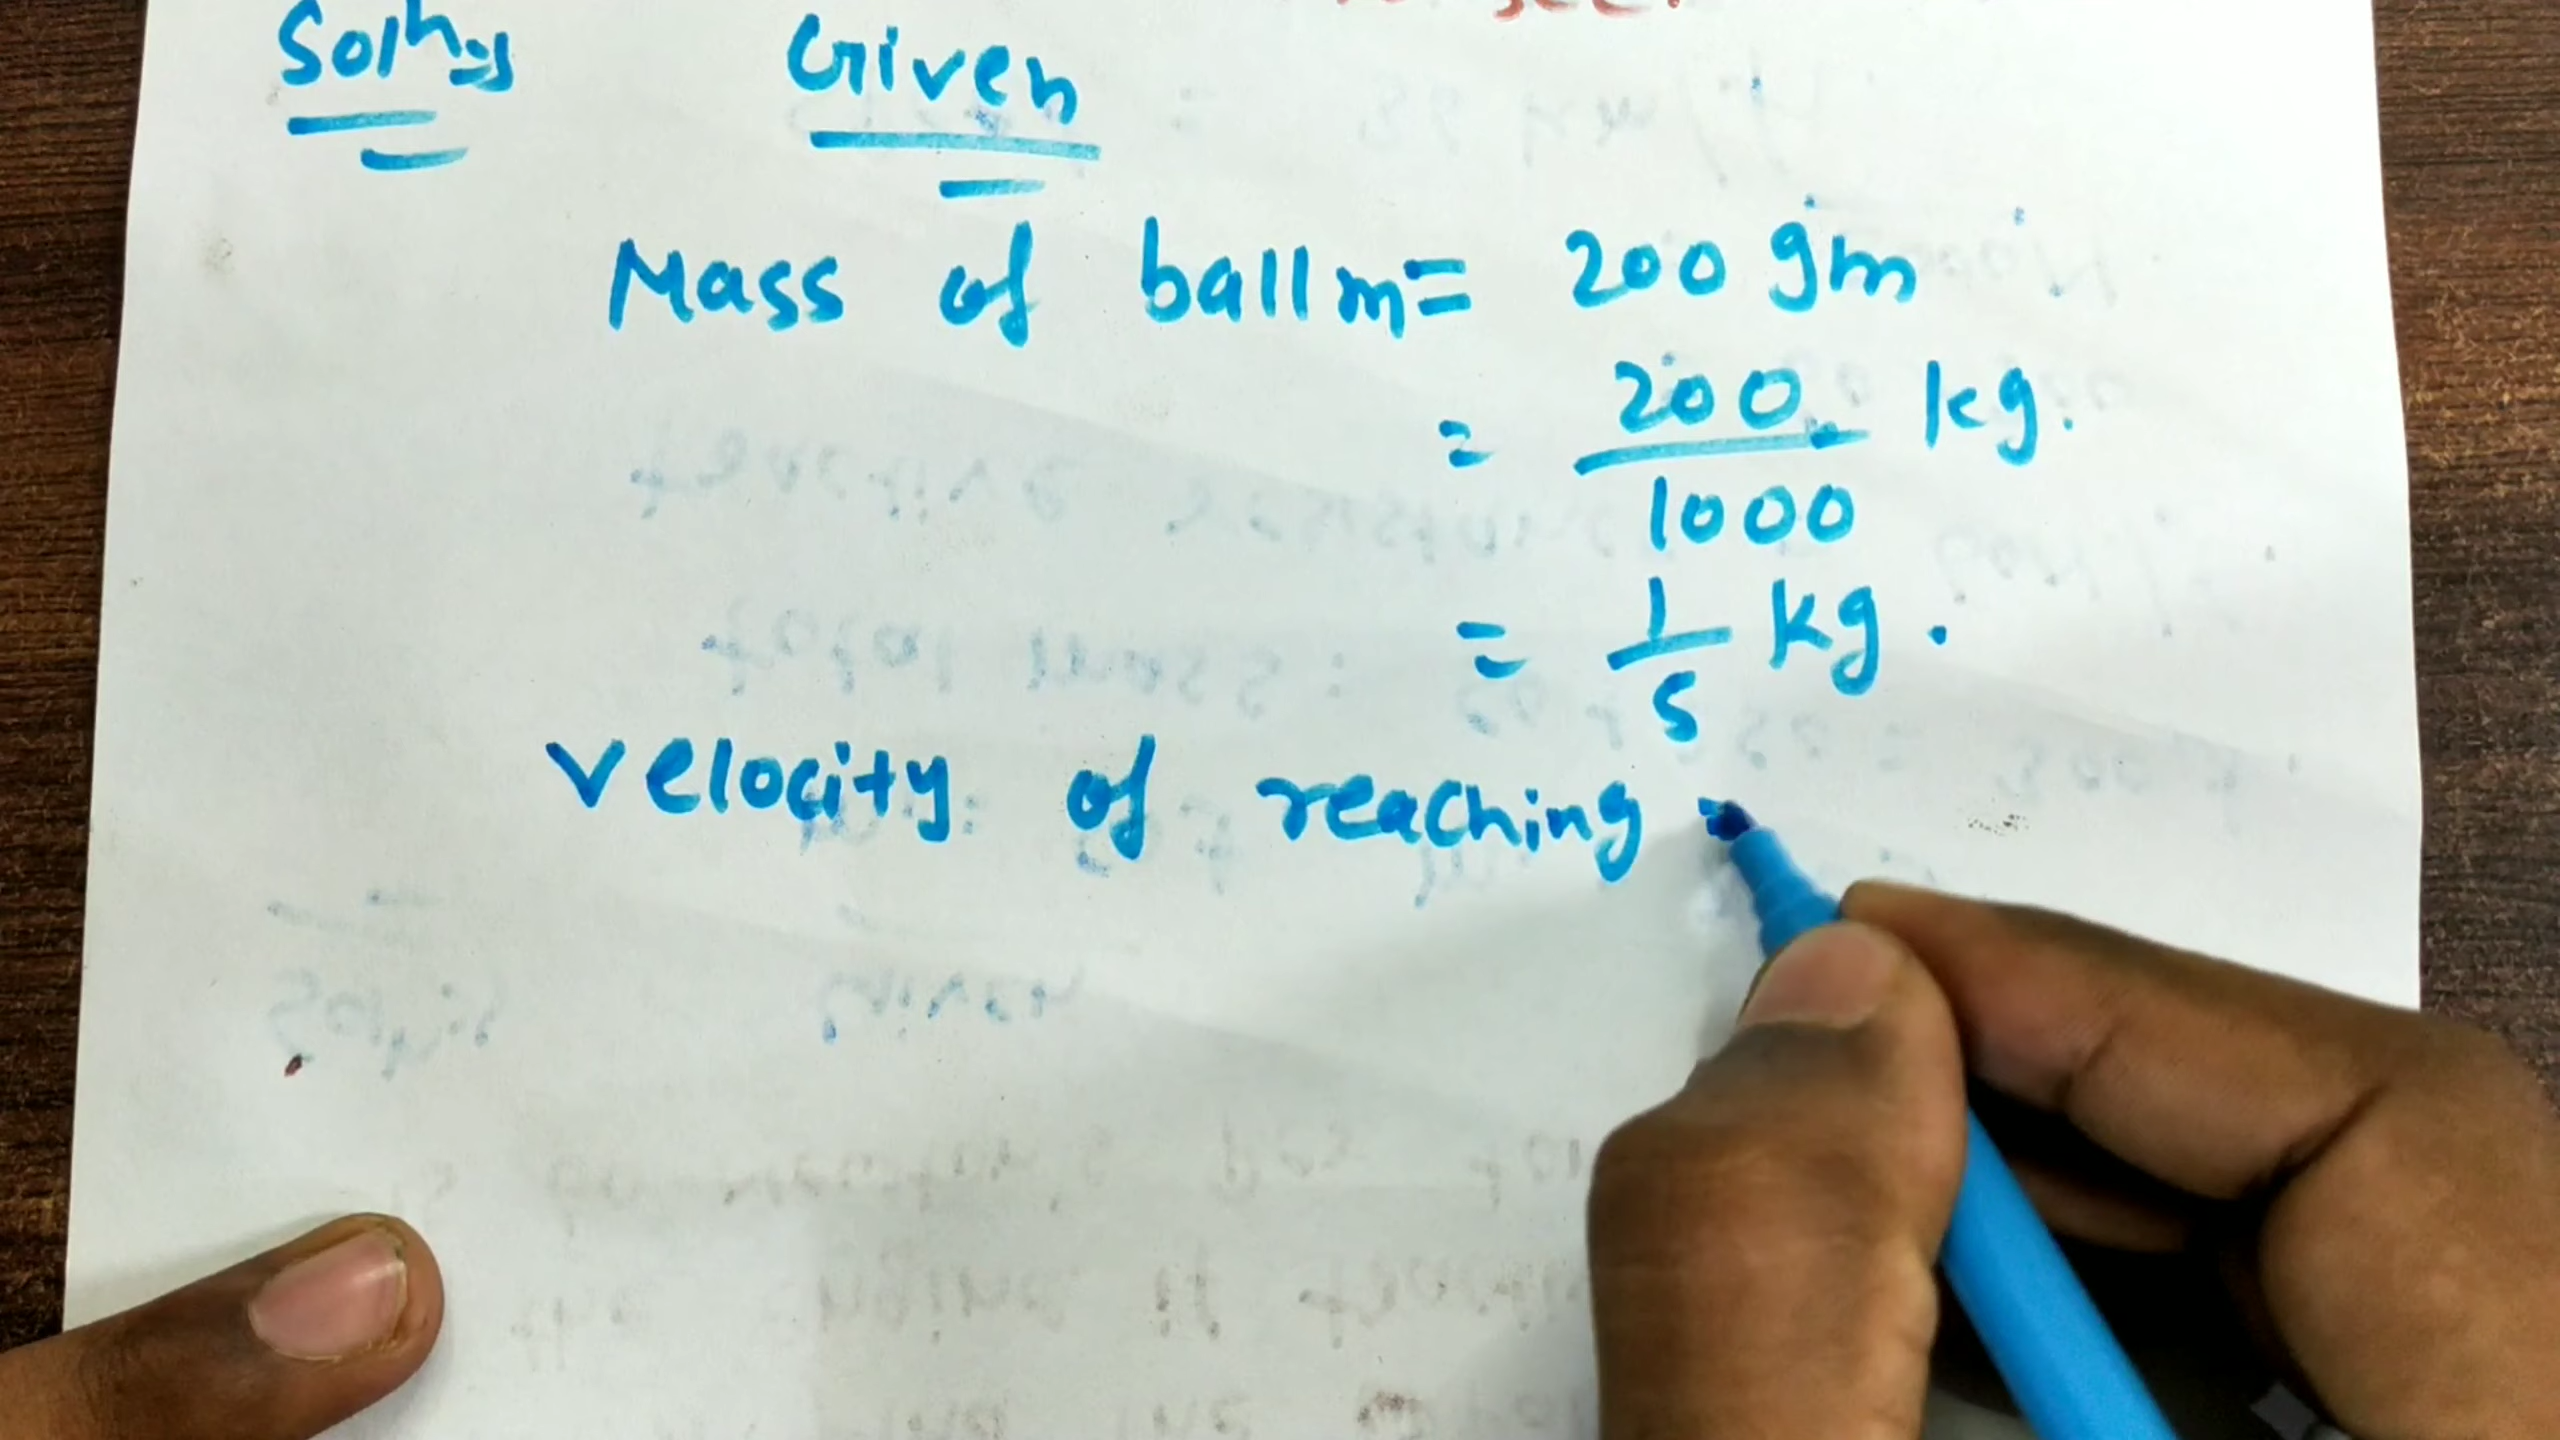 Soln
Given
Mass of ball m = 200 gm
= 200/1000 kg.
= 1/5 kg.
velocity of reaching